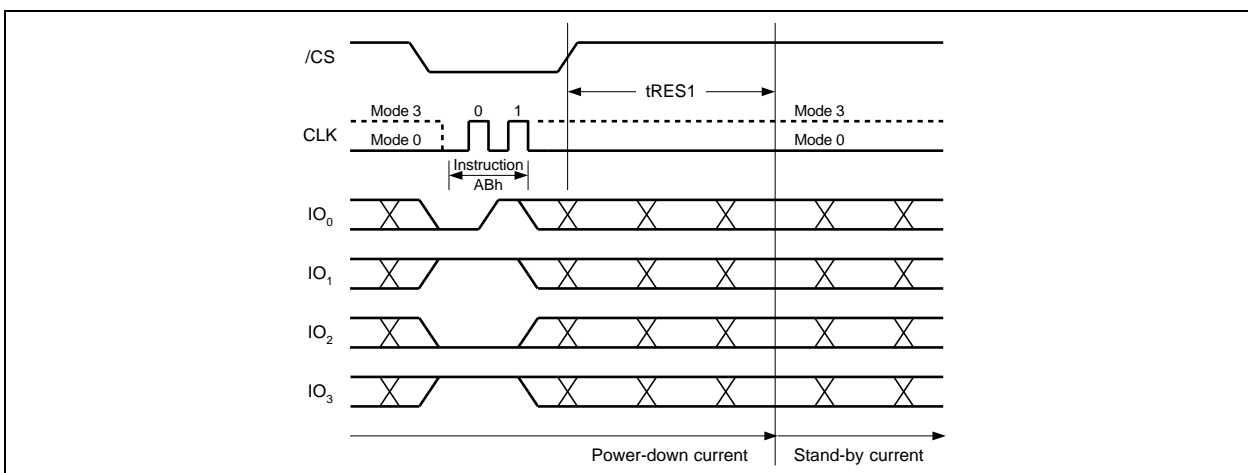 /CS
tRES1
Mode 3 0 1 Mode 3
CLK
Mode 0 Mode 0
Instruction
ABh
IO0
IO1
IO2
IO3
Power-down current Stand-by current